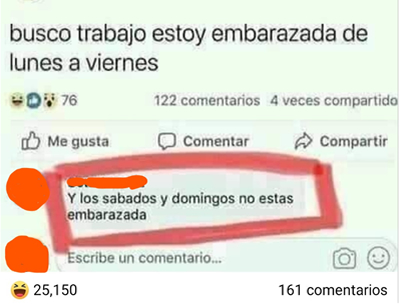 busco trabajo estoy embarazada de
lunes a viernes
76
122 comentarios 4 veces compartido
Me gusta
Comentar
Compartir
Y los sabados y domingos no estas
embarazada
Escribe un comentario...
25,150
161 comentarios